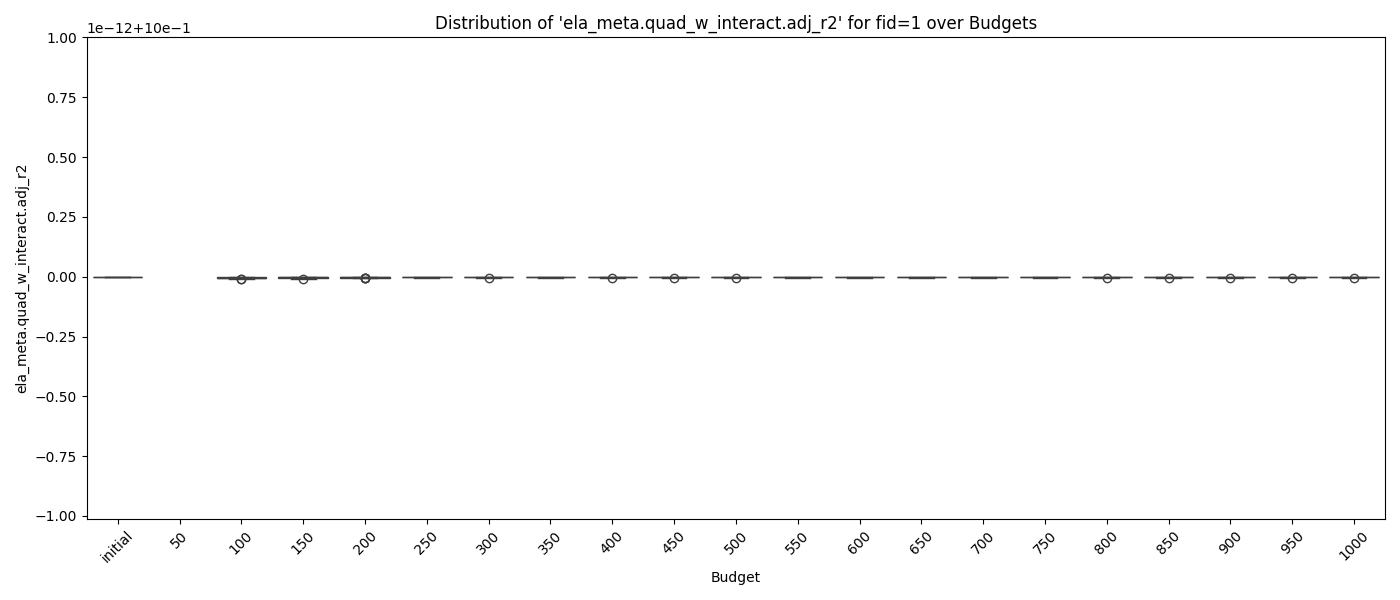 Distribution of 'ela_meta.quad_w_interact.adj_r2' for fid=1 over Budgets
1e−12+10e−1
1.00
0.75
0.50
0.25
0.00
−0.25
−0.50
−0.75
−1.00
ela_meta.quad_w_interact.adj_r2
initial 50 100 150 200 250 300 350 400 450 500 550 600 650 700 750 800 850 900 950 1000
Budget